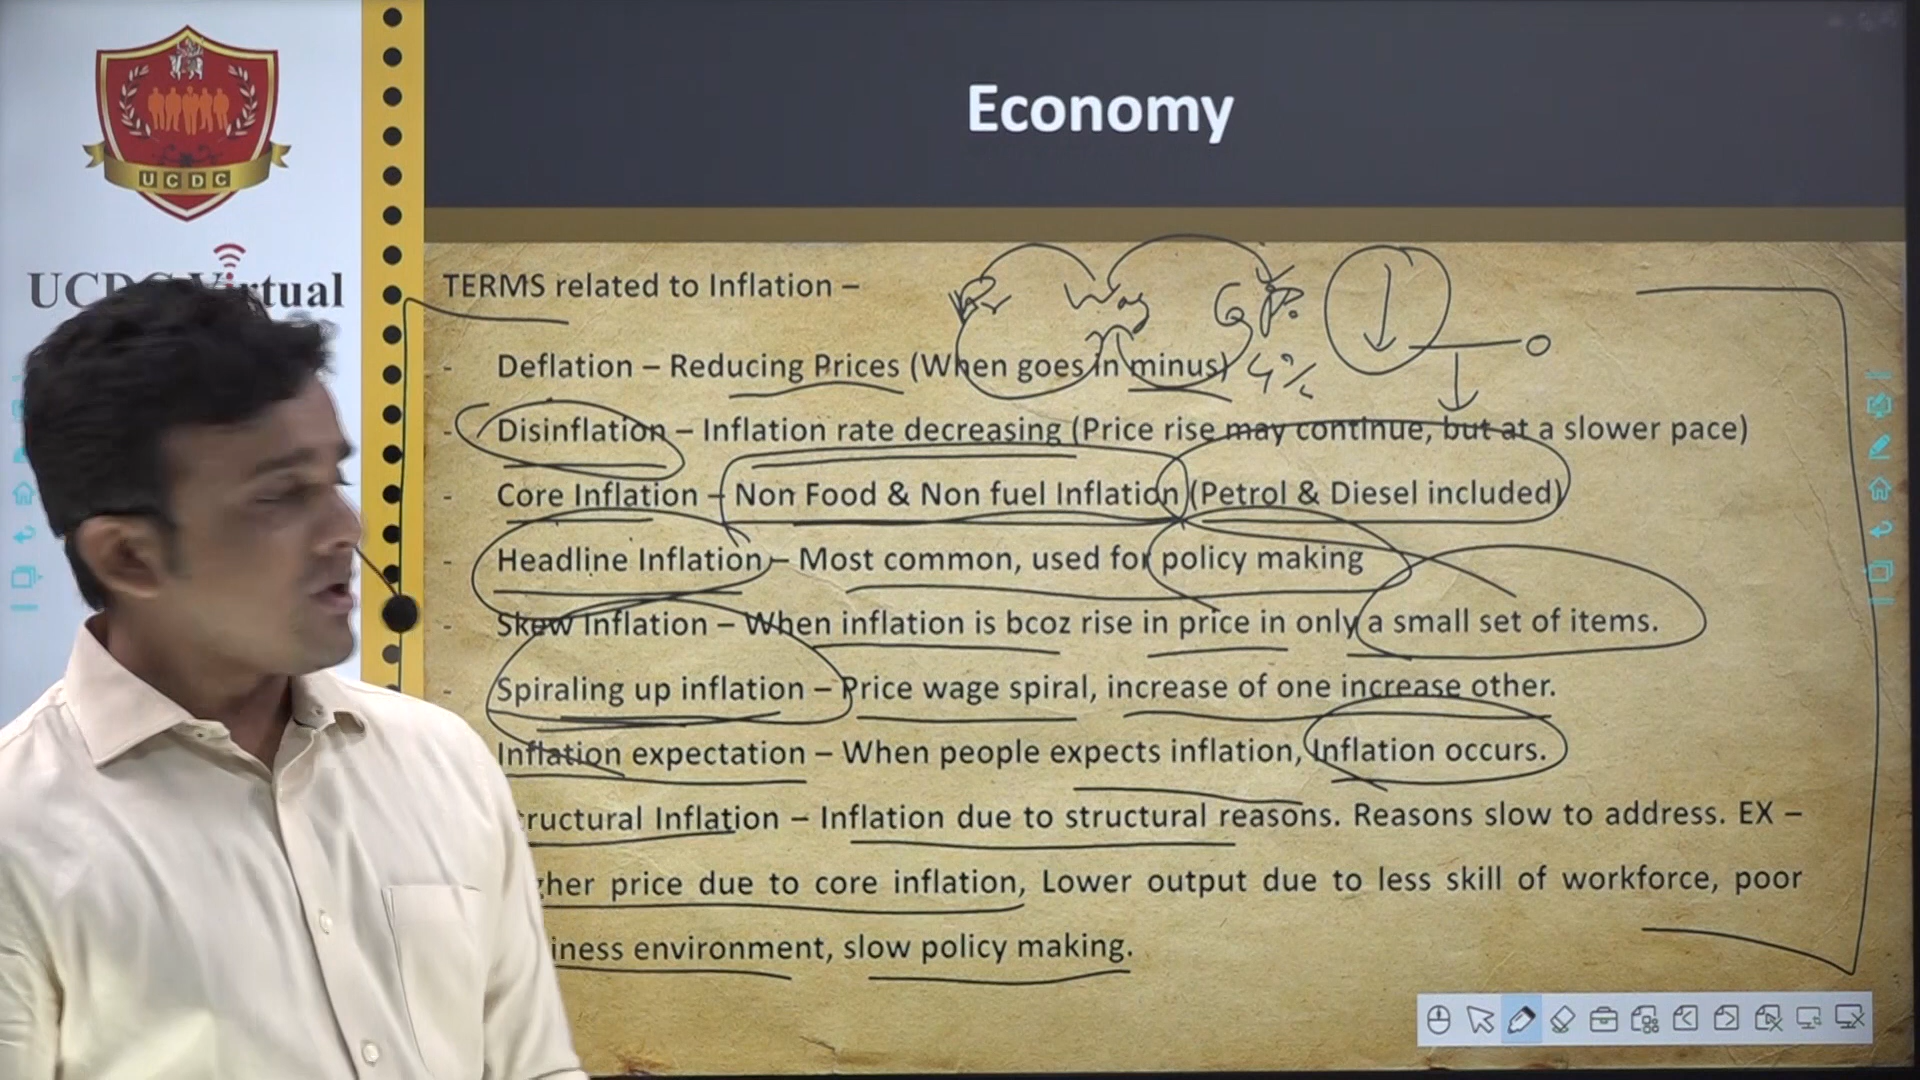 Economy
UCDC
UCDC Virtual
TERMS related to Inflation –
- Deflation – Reducing Prices (When goes in minus) 4%
- Disinflation – Inflation rate decreasing (Price rise may continue, but at a slower pace)
- Core Inflation – Non Food & Non fuel Inflation (Petrol & Diesel included)
- Headline Inflation – Most common, used for policy making
- Skew Inflation – When inflation is bcoz rise in price in only a small set of items.
- Spiraling up inflation – Price wage spiral, increase of one increase other.
Inflation expectation – When people expects inflation, Inflation occurs.
ructural Inflation – Inflation due to structural reasons. Reasons slow to address. EX –
her price due to core inflation, Lower output due to less skill of workforce, poor
iness environment, slow policy making.